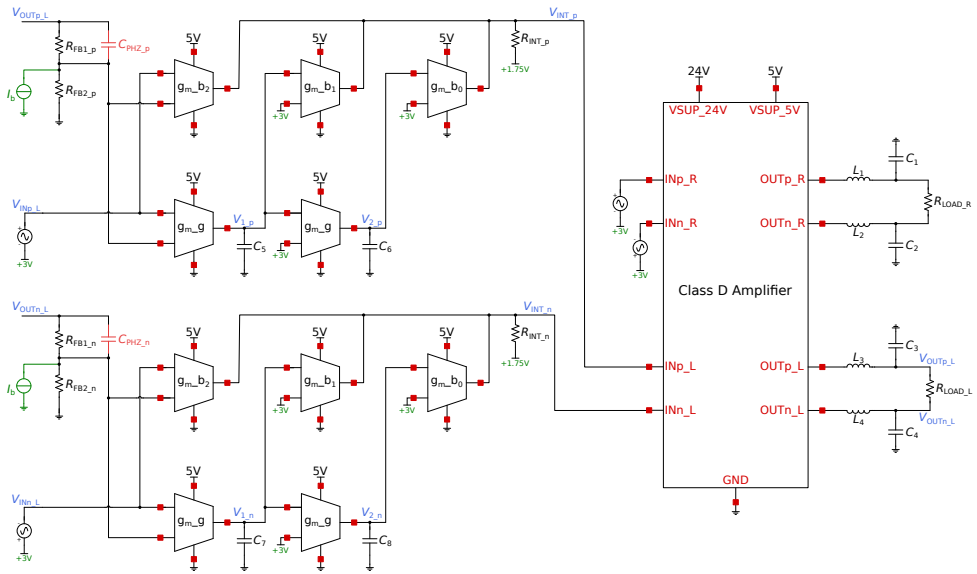 V_OUTp_L
R_FB1_p
C_PHZ_p
I_b
R_FB2_p
5V
g_m_b_2
5V
g_m_b_1
+3V
5V
g_m_b_0
+3V
V_INT_p
R_INT_p
+1.75V
V_INp_L
+3V
5V
g_m_g
V_1_p
C_5
5V
g_m_g
+3V
V_2_p
C_6
V_OUTn_L
R_FB1_n
C_PHZ_n
I_b
R_FB2_n
5V
g_m_b_2
5V
g_m_b_1
+3V
5V
g_m_b_0
+3V
V_INT_n
R_INT_n
+1.75V
V_INn_L
+3V
5V
g_m_g
V_1_n
C_7
5V
g_m_g
+3V
V_2_n
C_8
24V
5V
VSUP_24V
VSUP_5V
INp_R
INn_R
+3V
+3V
OUTp_R
OUTn_R
Class D Amplifier
INp_L
INn_L
OUTp_L
OUTn_L
GND
L_1
C_1
R_LOAD_R
L_2
C_2
L_3
C_3
V_OUTp_L
R_LOAD_L
V_OUTn_L
L_4
C_4